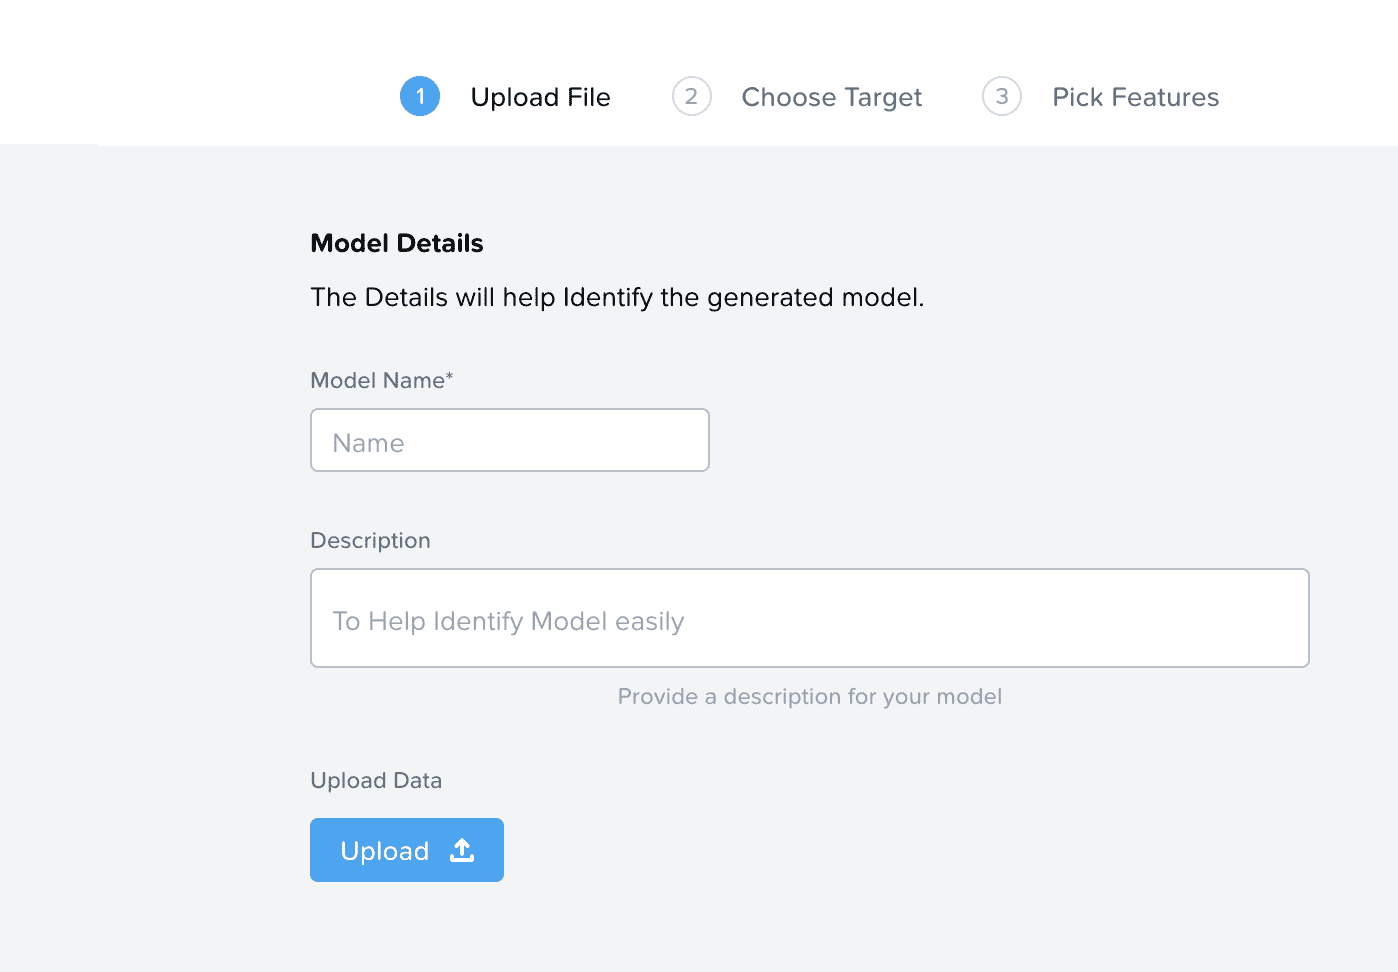 1 Upload File 2 Choose Target 3 Pick Features
Model Details
The Details will help Identify the generated model.
Model Name*
Name
Description
To Help Identify Model easily
Provide a description for your model
Upload Data
Upload